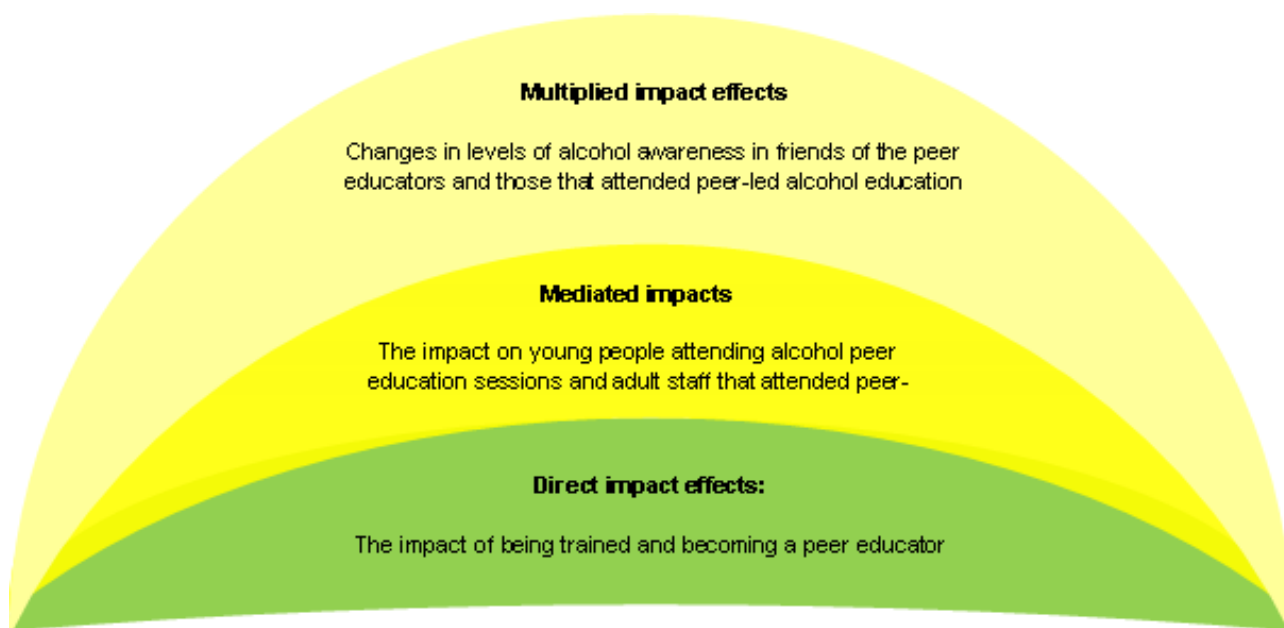 Multiplied impact effects
Changes in levels of alcohol awareness in friends of the peer
educators and those that attended peer-led alcohol education
Mediated impacts
The impact on young people attending alcohol peer
education sessions and adult staff that attended peer-
Direct impact effects:
The impact of being trained and becoming a peer educator